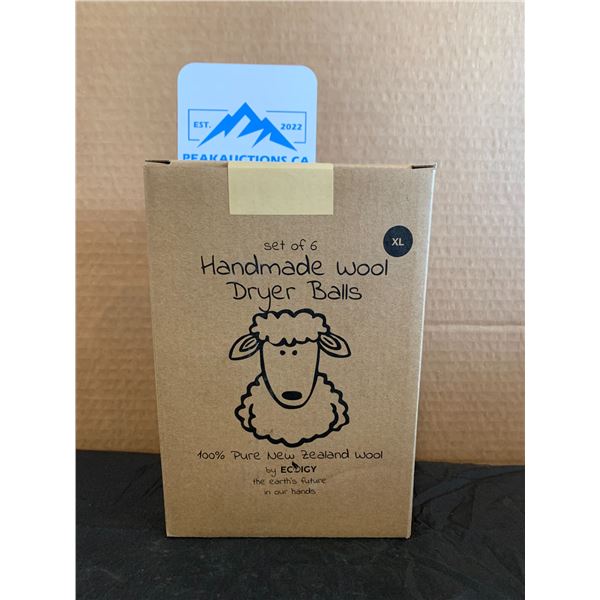 EST. 2022
PEAKAUCTIONS.CA
set of 6
XL
Handmade Wool
Dryer Balls
100% Pure New Zealand Wool
by ECOIGY
the earth's future
in our hands